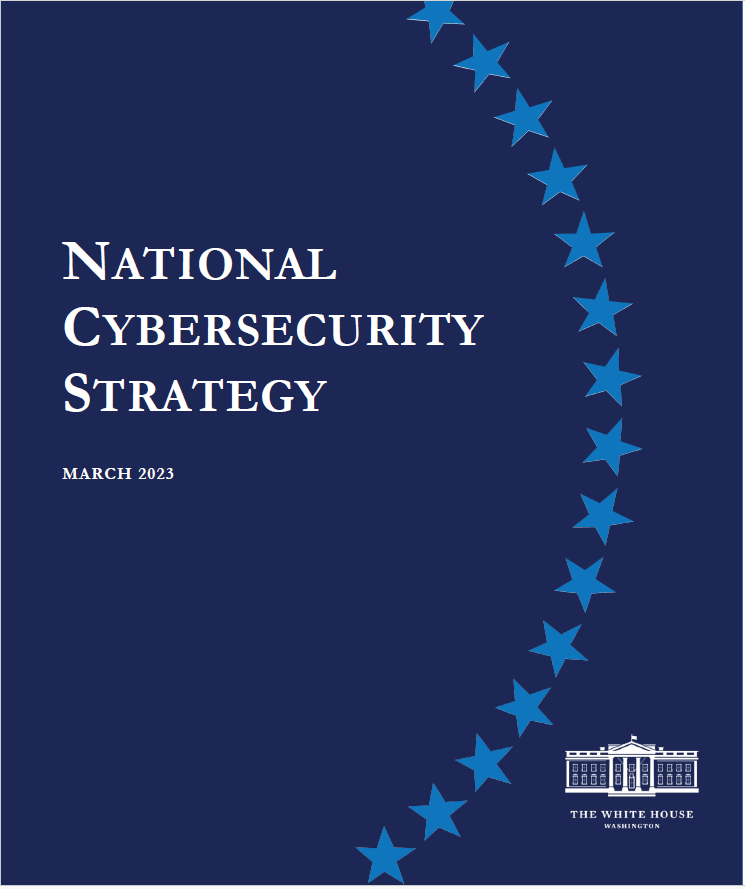 NATIONAL
CYBERSECURITY
STRATEGY
MARCH 2023
THE WHITE HOUSE
WASHINGTON